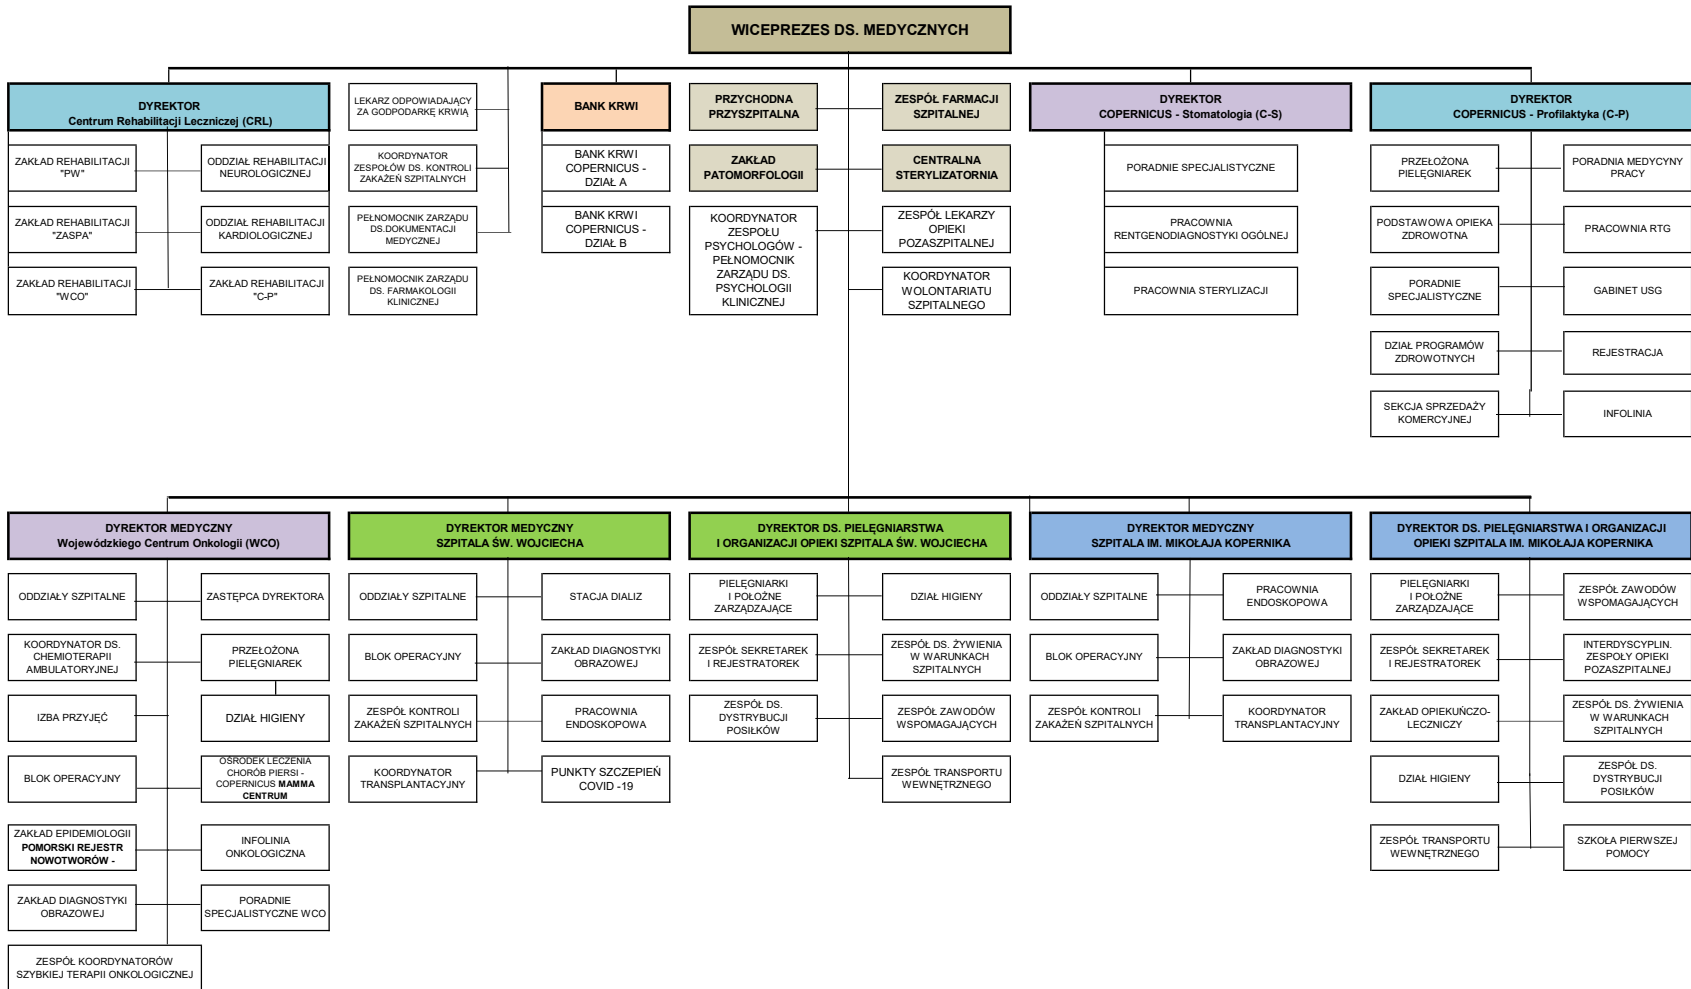 WICEPREZES DS. MEDYCZNYCH
DYREKTOR
Centrum Rehabilitacji Leczniczej (CRL)
ZAKŁAD REHABILITACJI
"PW"
ODDZIAŁ REHABILITACJI
NEUROLOGICZNEJ
ZAKŁAD REHABILITACJI
"ZASPA"
ODDZIAŁ REHABILITACJI
KARDIOLOGICZNEJ
ZAKŁAD REHABILITACJI
"WCO"
ZAKŁAD REHABILITACJI
"C-P"
LEKARZ ODPOWIADAJĄCY
ZA GODPODARKĘ KRWIĄ
KOORDYNATOR
ZESPOŁÓW DS. KONTROLI
ZAKAŻEŃ SZPITALNYCH
PEŁNOMOCNIK ZARZĄDU
DS.DOKUMENTACJI
MEDYCZNEJ
PEŁNOMOCNIK ZARZĄDU
DS. FARMAKOLOGII
KLINICZNEJ
BANK KRWI
BANK KRWI
COPERNICUS -
DZIAŁ A
BANK KRWI
COPERNICUS -
DZIAŁ B
PRZYCHODNA
PRZYSZPITALNA
ZESPÓŁ FARMACJI
SZPITALNEJ
ZAKŁAD
PATOMORFOLOGII
CENTRALNA
STERYLIZATORNIA
KOORDYNATOR
ZESPOŁU
PSYCHOLOGÓW -
PEŁNOMOCNIK
ZARZĄDU DS.
PSYCHOLOGII
KLINICZNEJ
ZESPÓŁ LEKARZY
OPIEKI
POZASZPITALNEJ
KOORDYNATOR
WOLONTARIATU
SZPITALNEGO
DYREKTOR
COPERNICUS - Stomatologia (C-S)
PORADNIE SPECJALISTYCZNE
PRACOWNIA
RENTGENODIAGNOSTYKI OGÓLNEJ
PRACOWNIA STERYLIZACJI
DYREKTOR
COPERNICUS - Profilaktyka (C-P)
PRZEŁOŻONA
PIELĘGNIAREK
PORADNIA MEDYCYNY
PRACY
PODSTAWOWA OPIEKA
ZDROWOTNA
PRACOWNIA RTG
PORADNIE
SPECJALISTYCZNE
GABINET USG
DZIAŁ PROGRAMÓW
ZDROWOTNYCH
REJESTRACJA
SEKCJA SPRZEDAŻY
KOMERCYJNEJ
INFOLINIA
DYREKTOR MEDYCZNY
Wojewódzkiego Centrum Onkologii (WCO)
ODDZIAŁY SZPITALNE
ZASTĘPCA DYREKTORA
KOORDYNATOR DS.
CHEMIOTERAPII
AMBULATORYJNEJ
PRZEŁOŻONA
PIELĘGNIAREK
IZBA PRZYJĘĆ
DZIAŁ HIGIENY
BLOK OPERACYJNY
OŚRODEK LECZENIA
CHORÓB PIERSI -
COPERNICUS MAMMA
CENTRUM
ZAKŁAD EPIDEMIOLOGII
POMORSKI REJESTR
NOWOTWORÓW -
INFOLINIA
ONKOLOGICZNA
ZAKŁAD DIAGNOSTYKI
OBRAZOWEJ
PORADNIE
SPECJALISTYCZNE WCO
ZESPÓŁ KOORDYNATORÓW
SZYBKIEJ TERAPII ONKOLOGICZNEJ
DYREKTOR MEDYCZNY
SZPITALA ŚW. WOJCIECHA
ODDZIAŁY SZPITALNE
STACJA DIALIZ
BLOK OPERACYJNY
ZAKŁAD DIAGNOSTYKI
OBRAZOWEJ
ZESPÓŁ KONTROLI
ZAKAŻEŃ SZPITALNYCH
PRACOWNIA
ENDOSKOPOWA
KOORDYNATOR
TRANSPLANTACYJNY
PUNKTY SZCZEPIEŃ
COVID -19
DYREKTOR DS. PIELĘGNIARSTWA
I ORGANIZACJI OPIEKI SZPITALA ŚW. WOJCIECHA
PIELĘGNIARKI
I POŁOŻNE
ZARZĄDZAJĄCE
DZIAŁ HIGIENY
ZESPÓŁ SEKRETAREK
I REJESTRATOREK
ZESPÓŁ DS. ŻYWIENIA
W WARUNKACH
SZPITALNYCH
ZESPÓŁ DS.
DYSTRYBUCJI
POSIŁKÓW
ZESPÓŁ ZAWODÓW
WSPOMAGAJĄCYCH
ZESPÓŁ TRANSPORTU
WEWNĘTRZNEGO
DYREKTOR MEDYCZNY
SZPITALA IM. MIKOŁAJA KOPERNIKA
ODDZIAŁY SZPITALNE
PRACOWNIA
ENDOSKOPOWA
BLOK OPERACYJNY
ZAKŁAD DIAGNOSTYKI
OBRAZOWEJ
ZESPÓŁ KONTROLI
ZAKAŻEŃ SZPITALNYCH
KOORDYNATOR
TRANSPLANTACYJNY
DYREKTOR DS. PIELĘGNIARSTWA I ORGANIZACJI
OPIEKI SZPITALA IM. MIKOŁAJA KOPERNIKA
PIELĘGNIARKI
I POŁOŻNE
ZARZĄDZAJĄCE
ZESPÓŁ ZAWODÓW
WSPOMAGAJĄCYCH
ZESPÓŁ SEKRETAREK
I REJESTRATOREK
INTERDYSCYPLIN.
ZESPOŁY OPIEKI
POZASZPITALNEJ
ZAKŁAD OPIEKUŃCZO-
LECZNICZY
ZESPÓŁ DS. ŻYWIENIA
W WARUNKACH
SZPITALNYCH
DZIAŁ HIGIENY
ZESPÓŁ DS.
DYSTRYBUCJI
POSIŁKÓW
ZESPÓŁ TRANSPORTU
WEWNĘTRZNEGO
SZKOŁA PIERWSZEJ
POMOCY